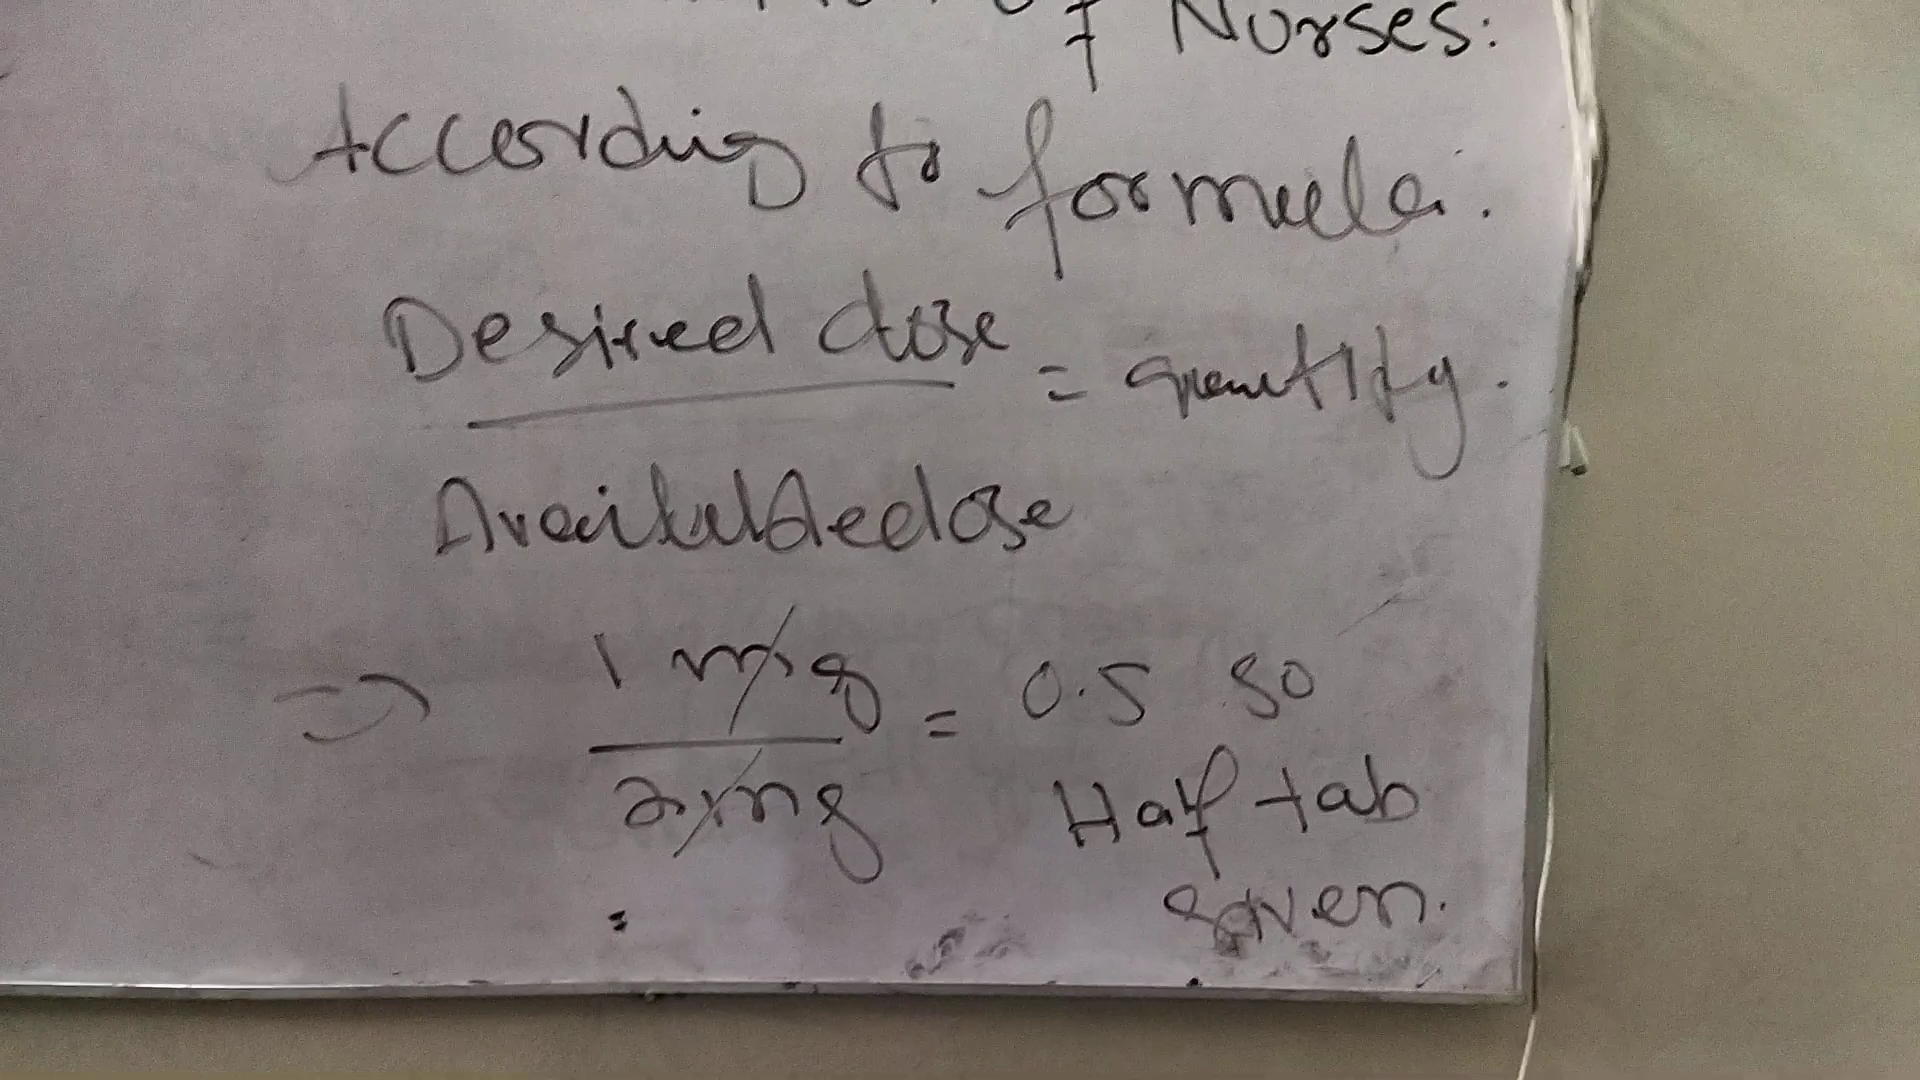 of Nurses:
According to formula.
Desired dose = quantity.
Available dose
=> 1 mg = 0.5 so
2 mg Half tab
given.